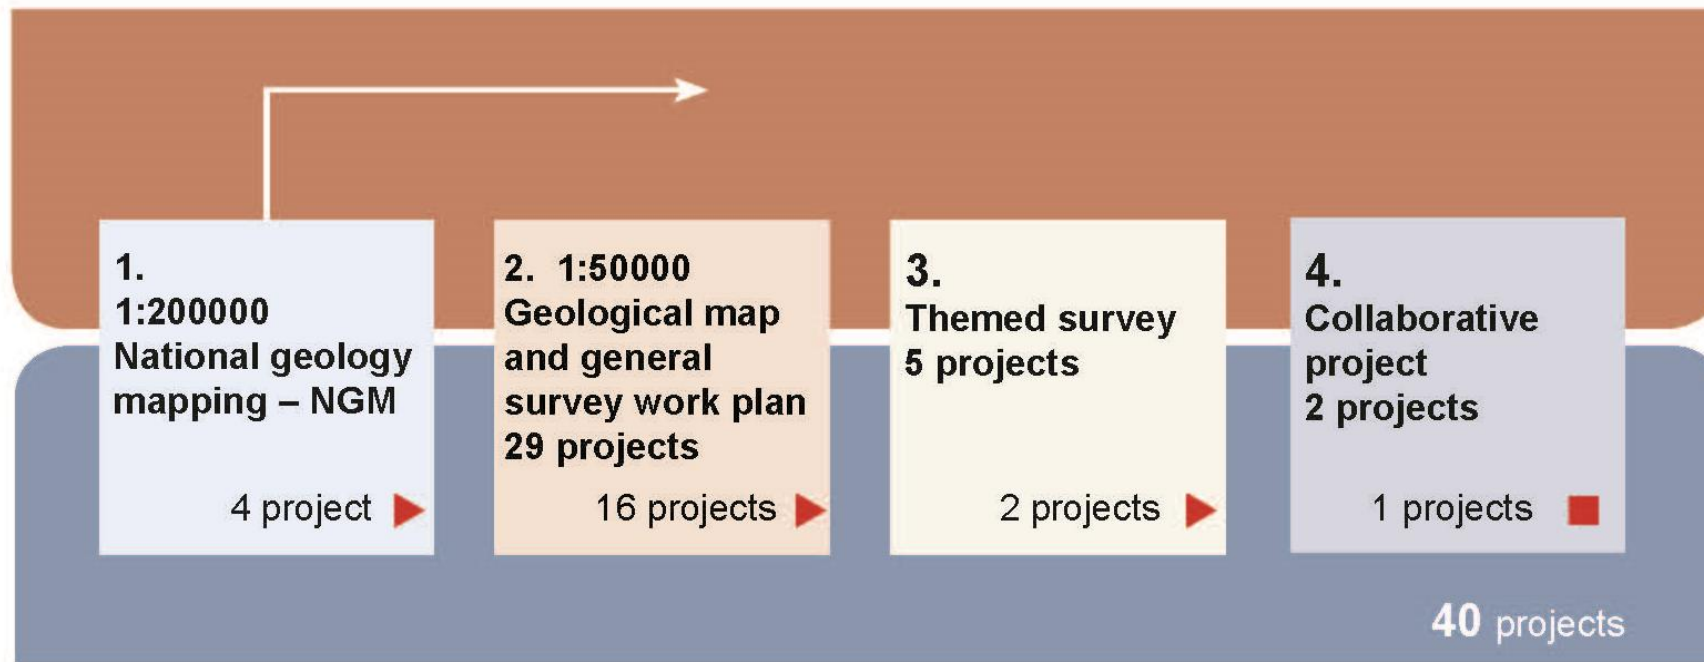 1.
1:200000
National geology
mapping – NGM
4 project
2. 1:50000
Geological map
and general
survey work plan
29 projects
16 projects
3.
Themed survey
5 projects
2 projects
4.
Collaborative
project
2 projects
1 projects
40 projects